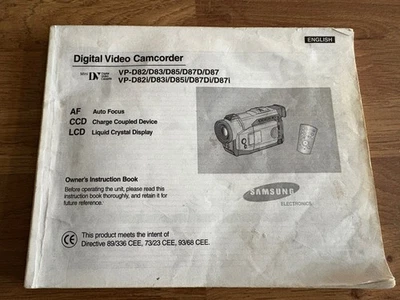 ENGLISH
Digital Video Camcorder
Mini DV VP-D82/D83/D85/D87D/D87
VP-D82i/D83i/D85i/D87Di/D87i
AF Auto Focus
CCD Charge Coupled Device
LCD Liquid Crystal Display
Owner's Instruction Book
Before operating the unit, please read this
instruction book thoroughly, and retain it for
future reference.
SAMSUNG
ELECTRONICS
CE This product meets the intent of
Directive 89/336 CEE, 73/23 CEE, 93/68 CEE.